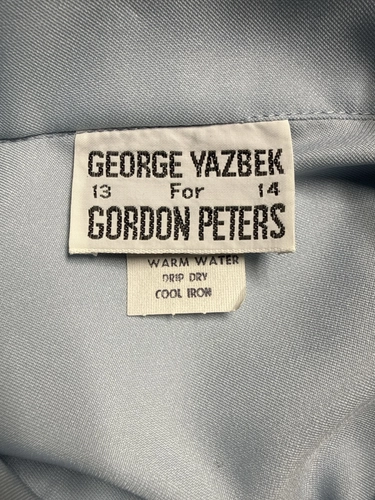 GEORGE YAZBEK
13 For 14
GORDON PETERS
WARM WATER
DRIP DRY
COOL IRON